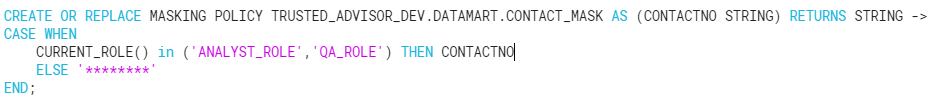 CREATE OR REPLACE MASKING POLICY TRUSTED_ADVISOR_DEV.DATAMART.CONTACT_MASK AS (CONTACTNO STRING) RETURNS STRING ->
CASE WHEN
    CURRENT_ROLE() in ('ANALYST_ROLE','QA_ROLE') THEN CONTACTNO
    ELSE '********'
END;